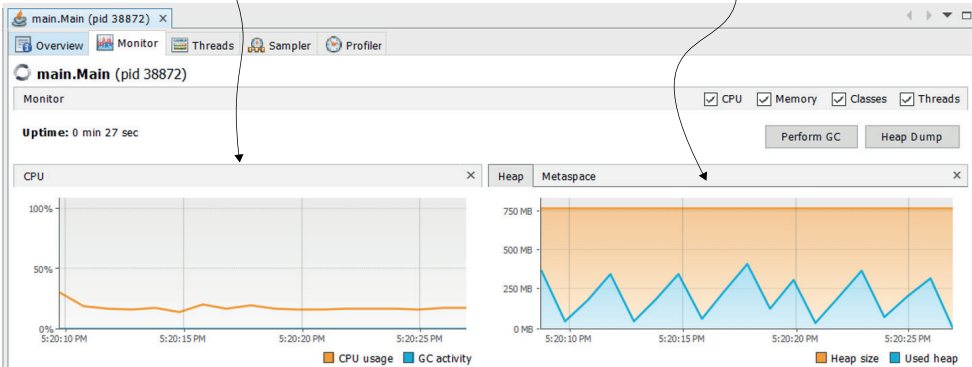 main.Main (pid 38872)
Overview Monitor Threads Sampler Profiler
main.Main (pid 38872)
Monitor CPU Memory Classes Threads
Uptime: 0 min 27 sec Perform GC Heap Dump
CPU
100%
50%
0%
5:20:10 PM 5:20:15 PM 5:20:20 PM 5:20:25 PM
CPU usage GC activity
Heap Metaspace
750 MB
500 MB
250 MB
0 MB
5:20:10 PM 5:20:15 PM 5:20:20 PM 5:20:25 PM
Heap size Used heap